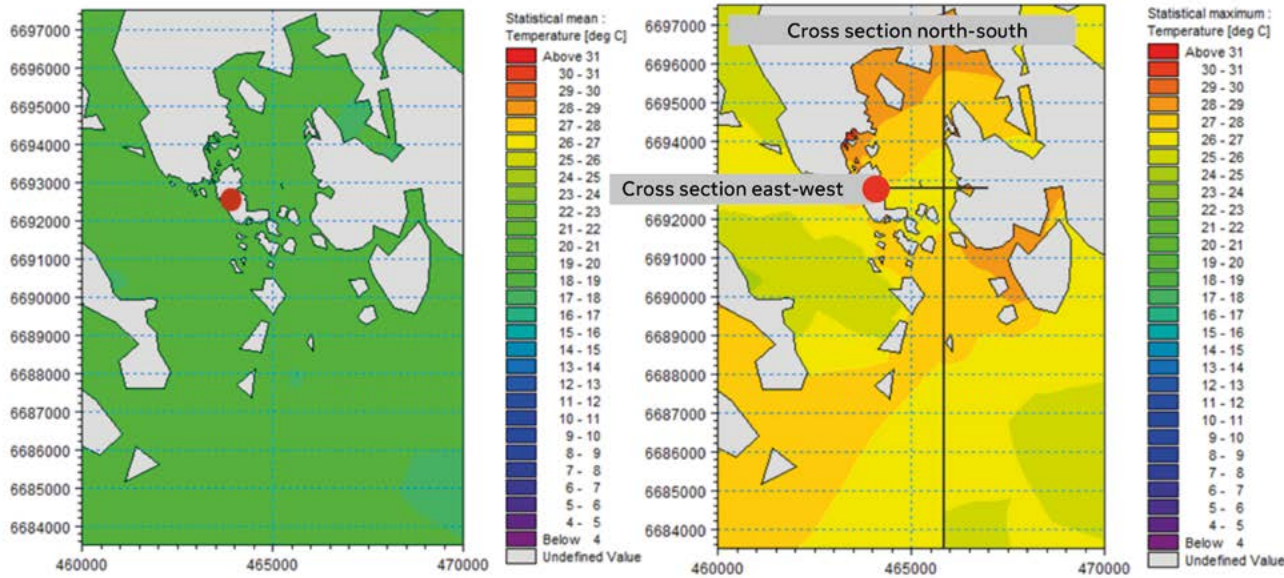 Statistical mean :
Temperature [deg C]
Above 31
30 - 31
29 - 30
28 - 29
27 - 28
26 - 27
25 - 26
24 - 25
23 - 24
22 - 23
21 - 22
20 - 21
19 - 20
18 - 19
17 - 18
16 - 17
15 - 16
14 - 15
13 - 14
12 - 13
11 - 12
10 - 11
9 - 10
8 - 9
7 - 8
6 - 7
5 - 6
4 - 5
Below 4
Undefined Value
6697000
6696000
6695000
6694000
6693000
6692000
6691000
6690000
6689000
6688000
6687000
6686000
6685000
6684000
460000 465000 470000
Cross section north-south
Cross section east-west
Statistical maximum :
Temperature [deg C]
Above 31
30 - 31
29 - 30
28 - 29
27 - 28
26 - 27
25 - 26
24 - 25
23 - 24
22 - 23
21 - 22
20 - 21
19 - 20
18 - 19
17 - 18
16 - 17
15 - 16
14 - 15
13 - 14
12 - 13
11 - 12
10 - 11
9 - 10
8 - 9
7 - 8
6 - 7
5 - 6
4 - 5
Below 4
Undefined Value
6697000
6696000
6695000
6694000
6692000
6691000
6690000
6689000
6688000
6687000
6686000
6685000
6684000
460000 465000 470000